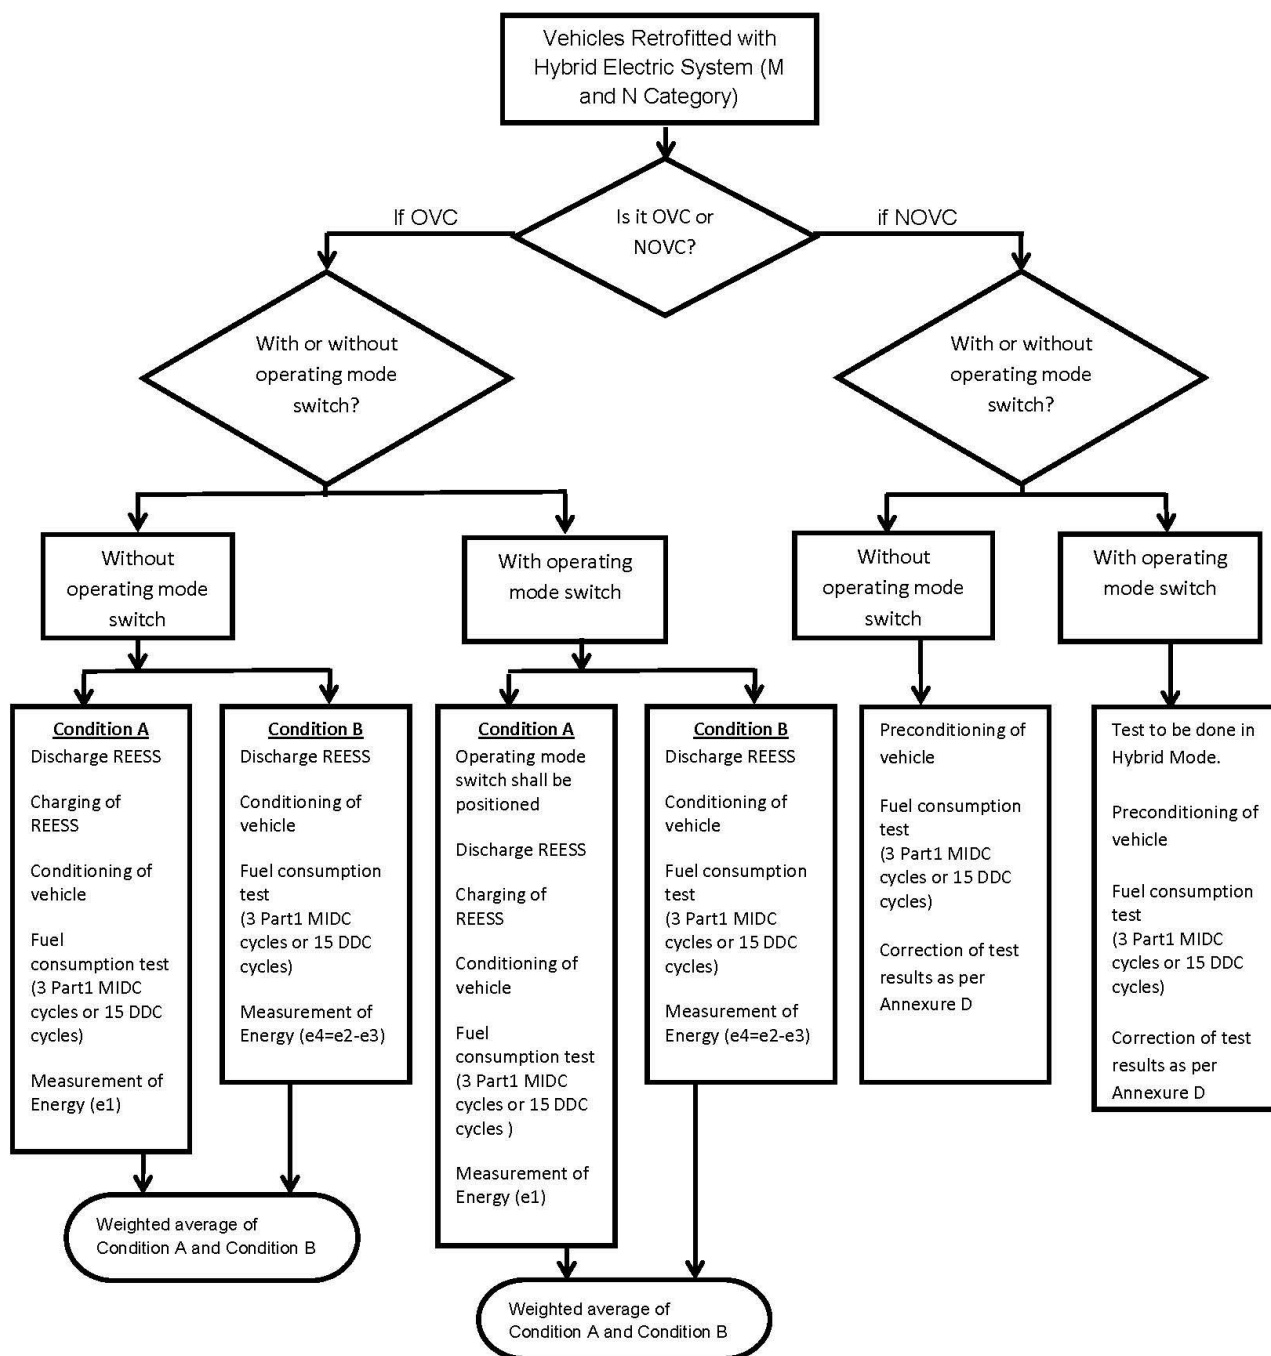 Vehicles Retrofitted with
Hybrid Electric System (M
and N Category)
If OVC
Is it OVC or
NOVC?
if NOVC
With or without
operating mode
switch?
With or without
operating mode
switch?
Without
operating mode
switch
With operating
mode switch
Without
operating mode
switch
With operating
mode switch
Condition A
Discharge REESS
Charging of
REESS
Conditioning of
vehicle
Fuel
consumption test
(3 Part1 MIDC
cycles or 15 DDC
cycles)
Measurement of
Energy (e1)
Condition B
Discharge REESS
Conditioning of
vehicle
Fuel consumption
test
(3 Part1 MIDC
cycles or 15 DDC
cycles)
Measurement of
Energy (e4=e2-e3)
Condition A
Operating mode
switch shall be
positioned
Discharge REESS
Charging of
REESS
Conditioning of
vehicle
Fuel
consumption test
(3 Part1 MIDC
cycles or 15 DDC
cycles )
Measurement of
Energy (e1)
Condition B
Discharge REESS
Conditioning of
vehicle
Fuel consumption
test
(3 Part1 MIDC
cycles or 15 DDC
cycles)
Measurement of
Energy (e4=e2-e3)
Preconditioning of
vehicle
Fuel consumption
test
(3 Part1 MIDC
cycles or 15 DDC
cycles)
Correction of test
results as per
Annexure D
Test to be done in
Hybrid Mode.
Preconditioning of
vehicle
Fuel consumption
test
(3 Part1 MIDC
cycles or 15 DDC
cycles)
Correction of test
results as per
Annexure D
Weighted average of
Condition A and Condition B
Weighted average of
Condition A and Condition B